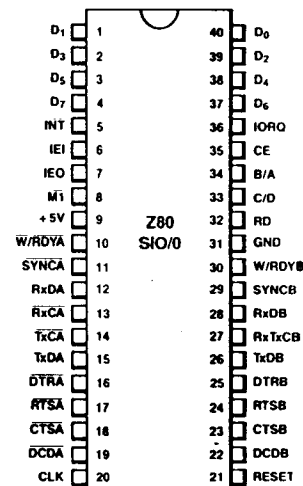 D1 1 40 D0
D3 2 39 D2
D5 3 38 D4
D7 4 37 D6
INT 5 36 IORQ
IEI 6 35 CE
IEO 7 34 B/A
M1 8 33 C/D
+5V 9 Z80 32 RD
W/RDYA 10 SIO/0 31 GND
SYNCA 11 30 W/RDYB
RxDA 12 29 SYNCB
RxCA 13 28 RxDB
TxCA 14 27 RxTxCB
TxDA 15 26 TxDB
DTRA 16 25 DTRB
RTSA 17 24 RTSB
CTSA 18 23 CTSB
DCDA 19 22 DCDB
CLK 20 21 RESET